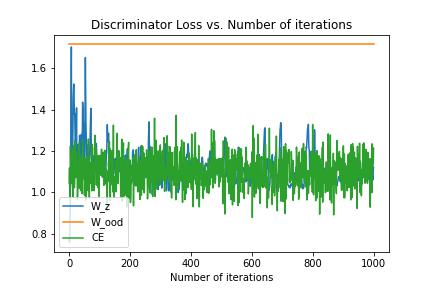 Discriminator Loss vs. Number of iterations
1.6
1.4
1.2
1.0
0.8
W_z
W_ood
CE
0 200 400 600 800 1000
Number of iterations